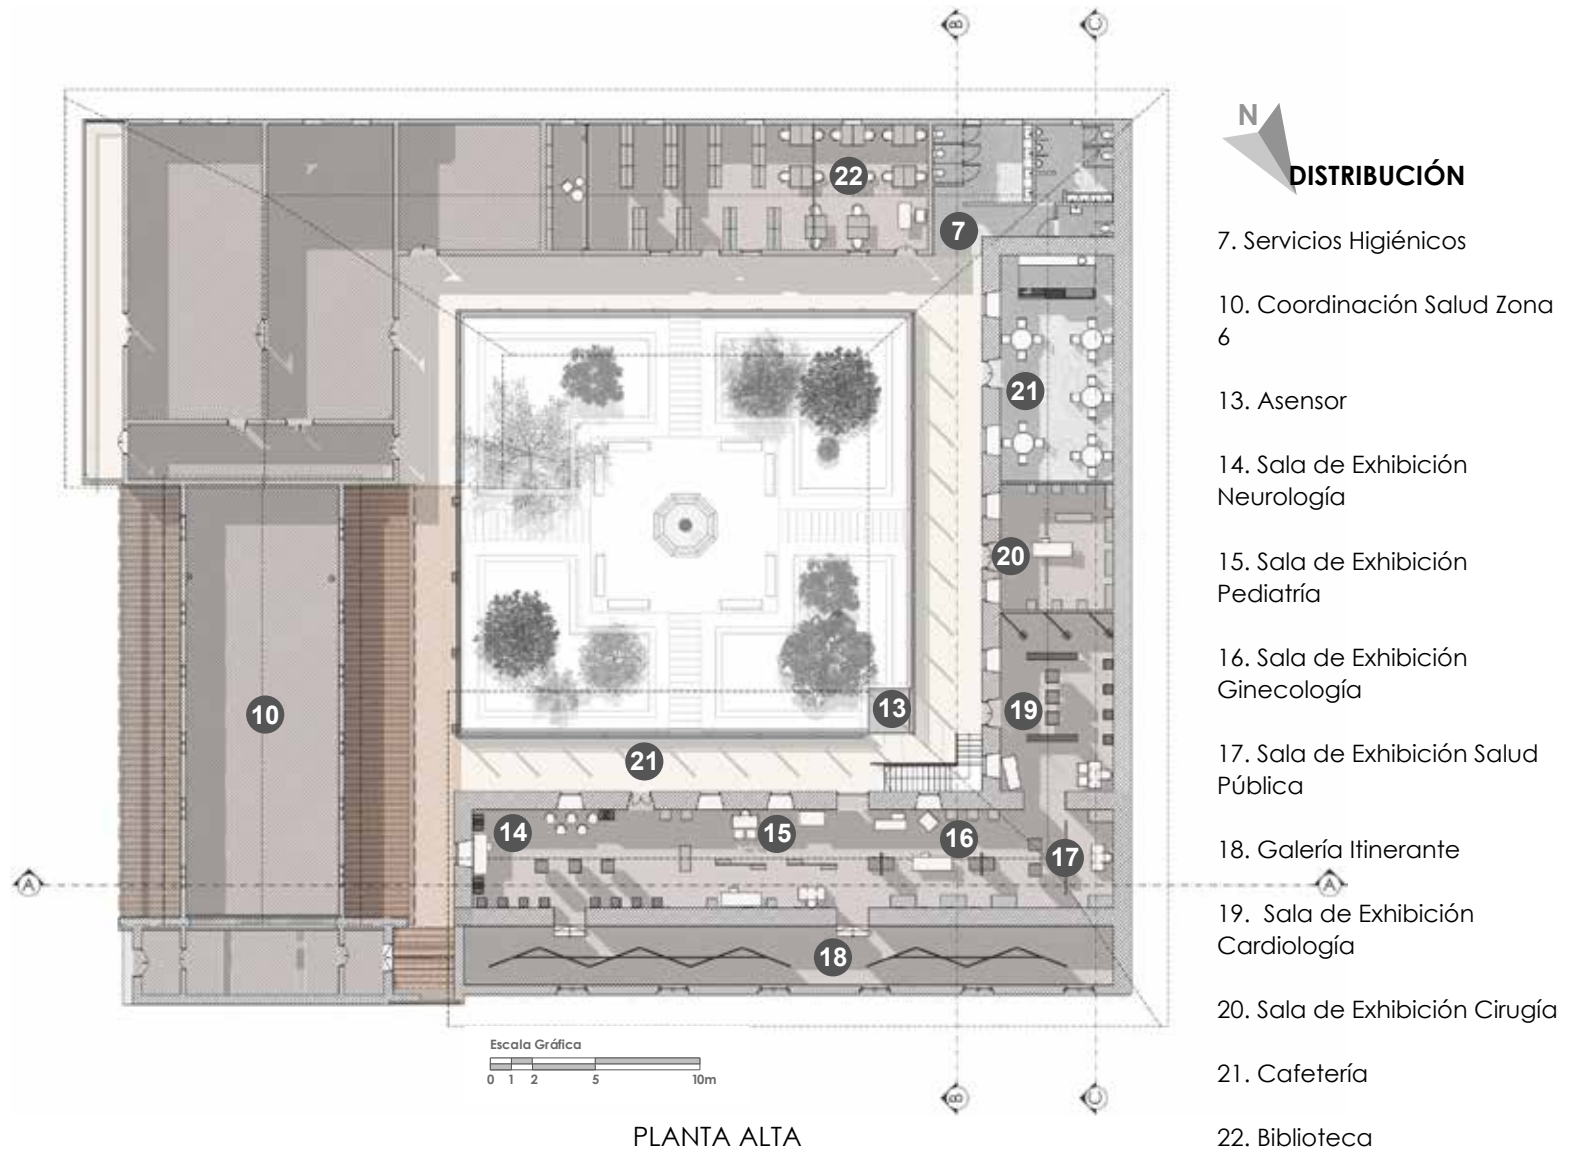 B
C
N
DISTRIBUCIÓN
7. Servicios Higiénicos
10. Coordinación Salud Zona
6
13. Asensor
14. Sala de Exhibición
Neurología
15. Sala de Exhibición
Pediatría
16. Sala de Exhibición
Ginecología
17. Sala de Exhibición Salud
Pública
18. Galería Itinerante
19. Sala de Exhibición
Cardiología
20. Sala de Exhibición Cirugía
21. Cafetería
22. Biblioteca
22
7
21
20
10
13
19
21
14
15
16
17
A
A
18
Escala Gráfica
0 1 2 5 10m
B
C
PLANTA ALTA